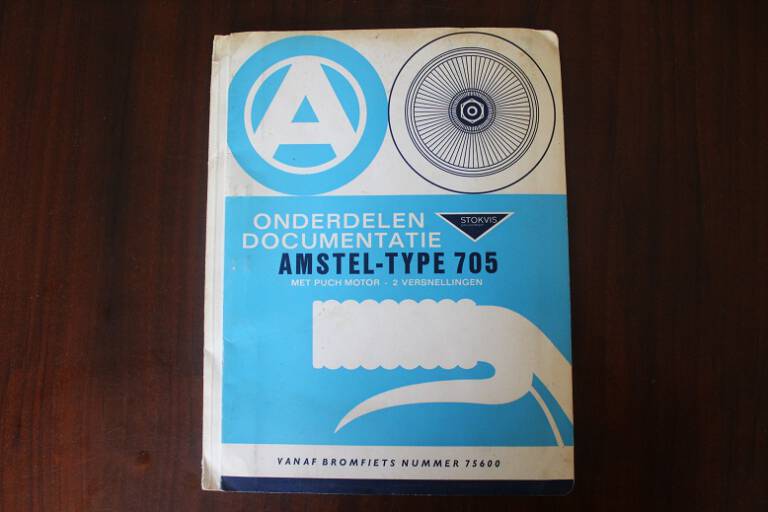 A
ONDERDELEN
DOCUMENTATIE
STOKVIS
AMSTEL-TYPE 705
MET PUCH MOTOR - 2 VERSNELLINGEN
VANAF BROMFIETS NUMMER 75600